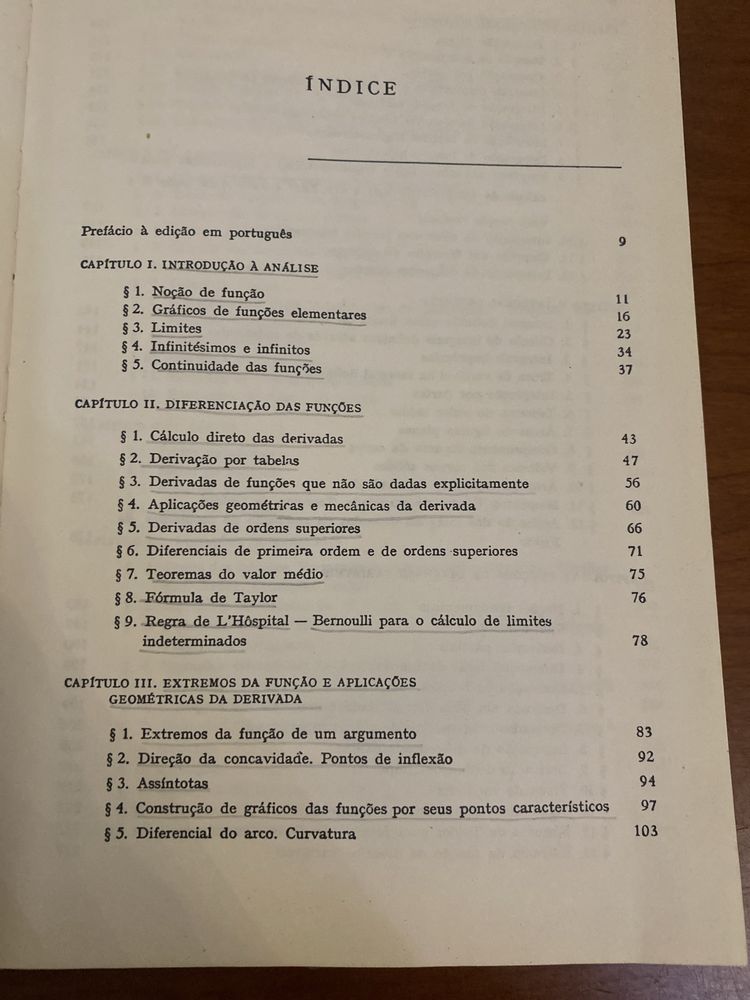 ÍNDICE
Prefácio à edição em português 9
CAPÍTULO I. INTRODUÇÃO À ANÁLISE
§ 1. Noção de função 11
§ 2. Gráficos de funções elementares 16
§ 3. Limites 23
§ 4. Infinitésimos e infinitos 34
§ 5. Continuidade das funções 37
CAPÍTULO II. DIFERENCIAÇÃO DAS FUNÇÕES
§ 1. Cálculo direto das derivadas 43
§ 2. Derivação por tabelas 47
§ 3. Derivadas de funções que não são dadas explicitamente 56
§ 4. Aplicações geométricas e mecânicas da derivada 60
§ 5. Derivadas de ordens superiores 66
§ 6. Diferenciais de primeira ordem e de ordens superiores 71
§ 7. Teoremas do valor médio 75
§ 8. Fórmula de Taylor 76
§ 9. Regra de L'Hôspital — Bernoulli para o cálculo de limites
indeterminados 78
CAPÍTULO III. EXTREMOS DA FUNÇÃO E APLICAÇÕES
GEOMÉTRICAS DA DERIVADA
§ 1. Extremos da função de um argumento 83
§ 2. Direção da concavidade. Pontos de inflexão 92
§ 3. Assíntotas 94
§ 4. Construção de gráficos das funções por seus pontos característicos 97
§ 5. Diferencial do arco. Curvatura 103